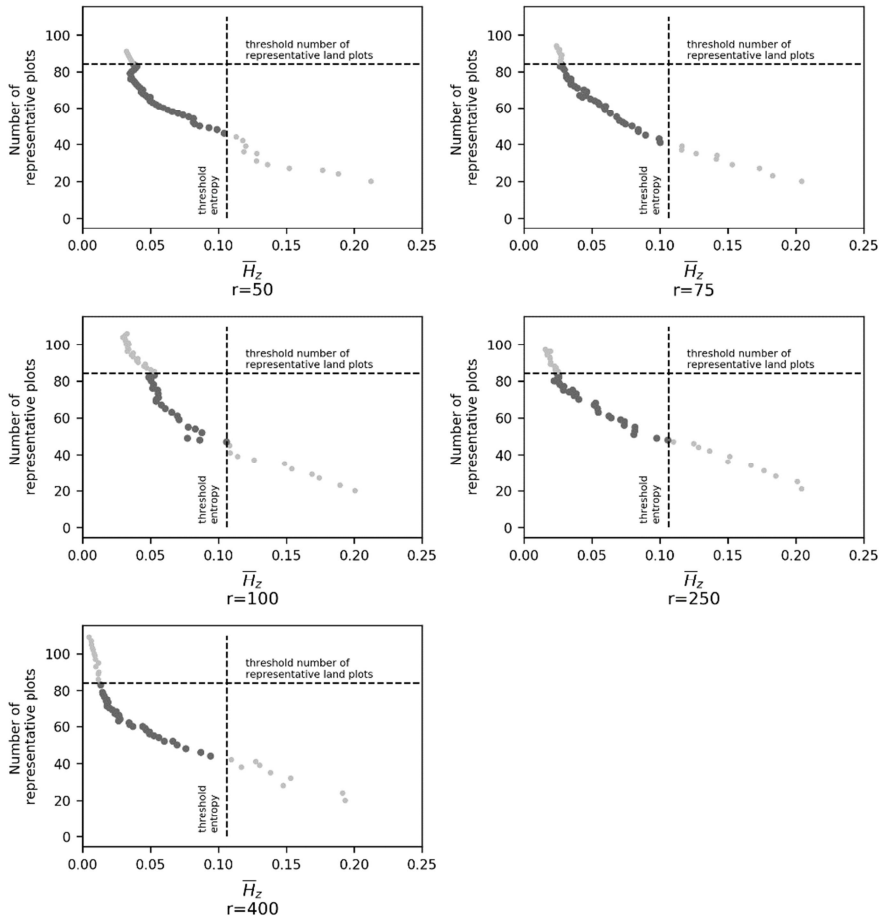 Number of
representative plots
100
80
60
40
20
0
threshold number of
representative land plots
threshold
entropy
0.00 0.05 0.10 0.15 0.20 0.25
H̅z
r=50
Number of
representative plots
100
80
60
40
20
0
threshold number of
representative land plots
threshold
entropy
0.00 0.05 0.10 0.15 0.20 0.25
H̅z
r=75
Number of
representative plots
100
80
60
40
20
0
threshold number of
representative land plots
threshold
entropy
0.00 0.05 0.10 0.15 0.20 0.25
H̅z
r=100
Number of
representative plots
100
80
60
40
20
0
threshold number of
representative land plots
threshold
entropy
0.00 0.05 0.10 0.15 0.20 0.25
H̅z
r=250
Number of
representative plots
100
80
60
40
20
0
threshold number of
representative land plots
threshold
entropy
0.00 0.05 0.10 0.15 0.20 0.25
H̅z
r=400